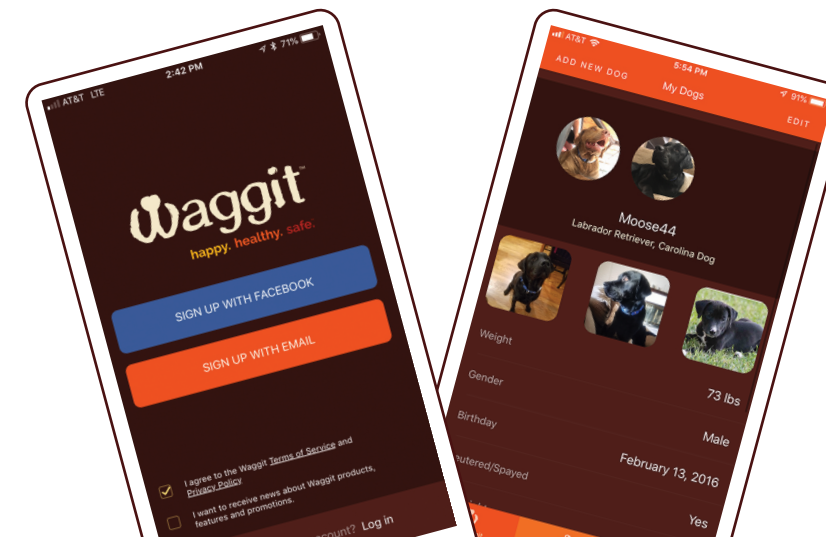 AT&T LTE
2:42 PM
71%
Waggit™
happy. healthy. safe.
SIGN UP WITH FACEBOOK
SIGN UP WITH EMAIL
I agree to the Waggit Terms of Service and
Privacy Policy
I want to receive news about Waggit products,
features and promotions.
Log in
AT&T
5:54 PM
91%
ADD NEW DOG
My Dogs
EDIT
Moose44
Labrador Retriever, Carolina Dog
Weight
73 lbs
Gender
Male
Birthday
February 13, 2016
eutered/Spayed
Yes